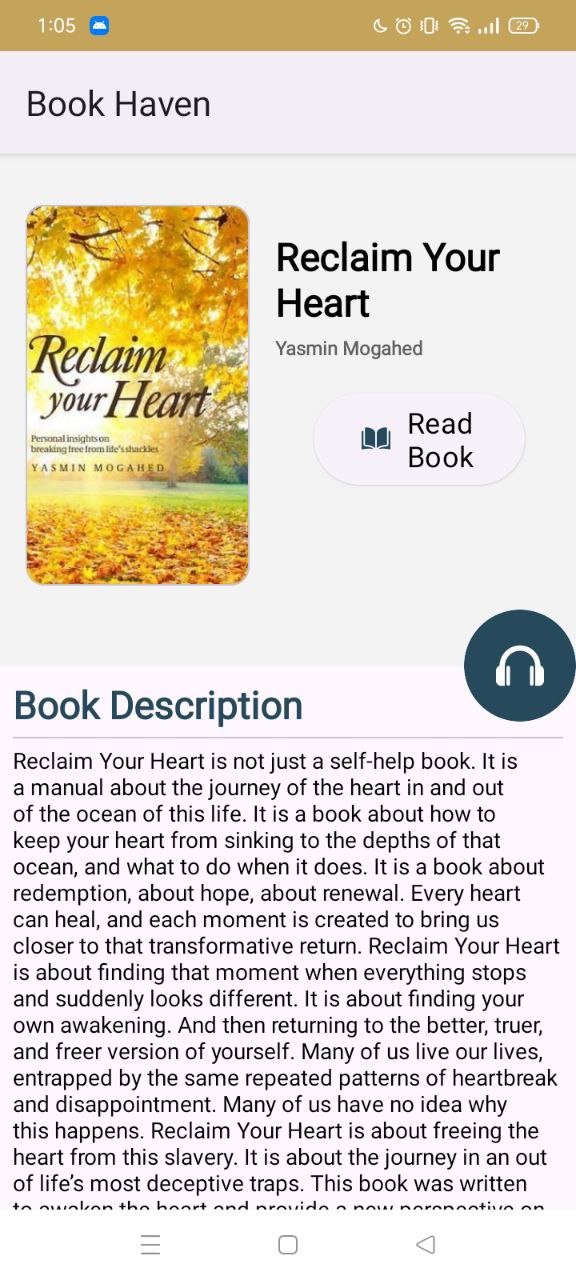 1:05
29
Book Haven
Reclaim
your Heart
Personal insights on
breaking free from life's shackles
YASMIN MOGAHED
Reclaim Your
Heart
Yasmin Mogahed
Read
Book
Book Description
Reclaim Your Heart is not just a self-help book. It is
a manual about the journey of the heart in and out
of the ocean of this life. It is a book about how to
keep your heart from sinking to the depths of that
ocean, and what to do when it does. It is a book about
redemption, about hope, about renewal. Every heart
can heal, and each moment is created to bring us
closer to that transformative return. Reclaim Your Heart
is about finding that moment when everything stops
and suddenly looks different. It is about finding your
own awakening. And then returning to the better, truer,
and freer version of yourself. Many of us live our lives,
entrapped by the same repeated patterns of heartbreak
and disappointment. Many of us have no idea why
this happens. Reclaim Your Heart is about freeing the
heart from this slavery. It is about the journey in an out
of life’s most deceptive traps. This book was written
to awaken the heart and provide a new perspective on